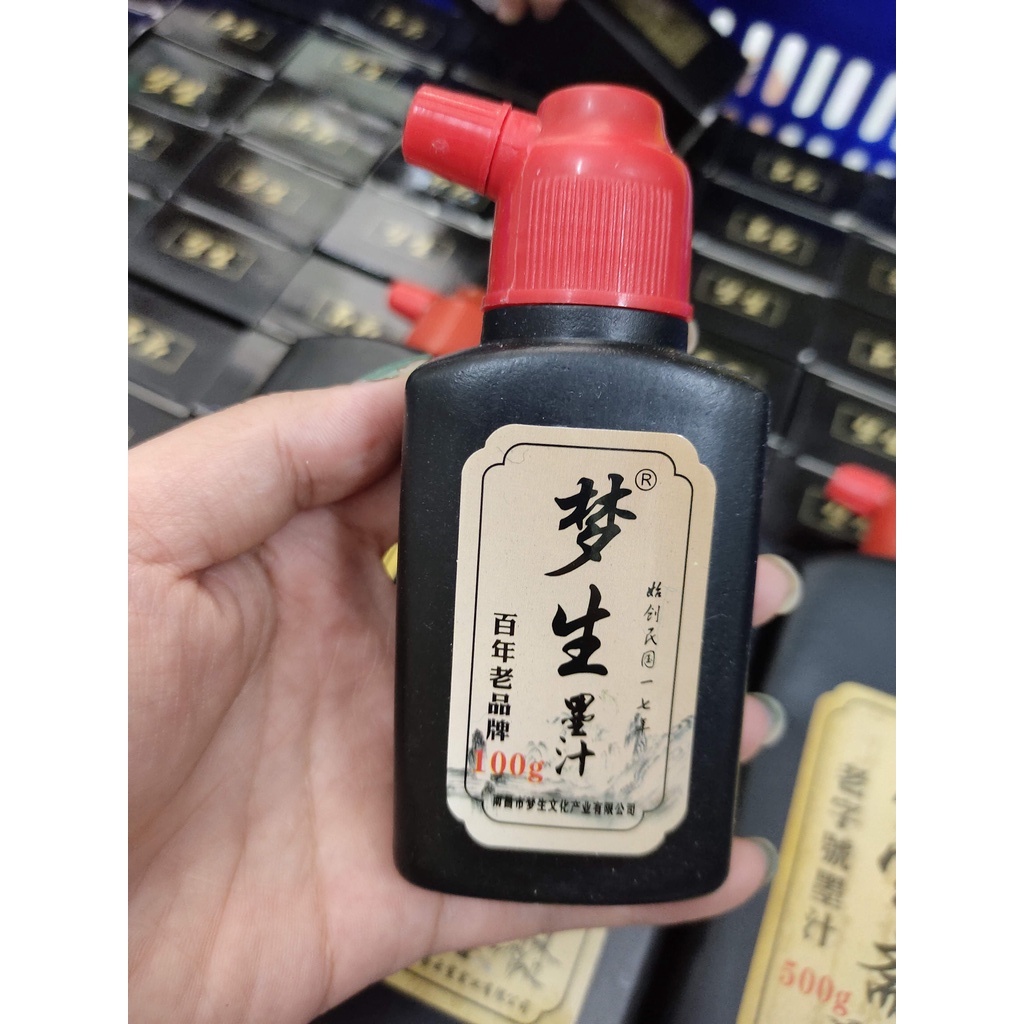 梦生®
墨汁
始创民国一七年
百年老品牌
100g
南昌市梦生文化产业有限公司
老字號墨汁
500g